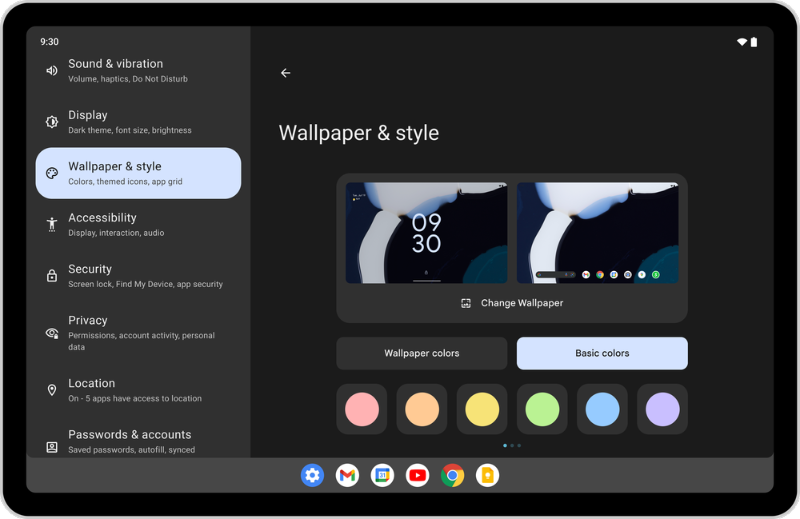 9:30
Sound & vibration
Volume, haptics, Do Not Disturb
Display
Dark theme, font size, brightness
Wallpaper & style
Colors, themed icons, app grid
Accessibility
Display, interaction, audio
Security
Screen lock, Find My Device, app security
Privacy
Permissions, account activity, personal
data
Location
On - 5 apps have access to location
Passwords & accounts
Saved passwords, autofill, synced
Wallpaper & style
09
30
Change Wallpaper
Wallpaper colors
Basic colors